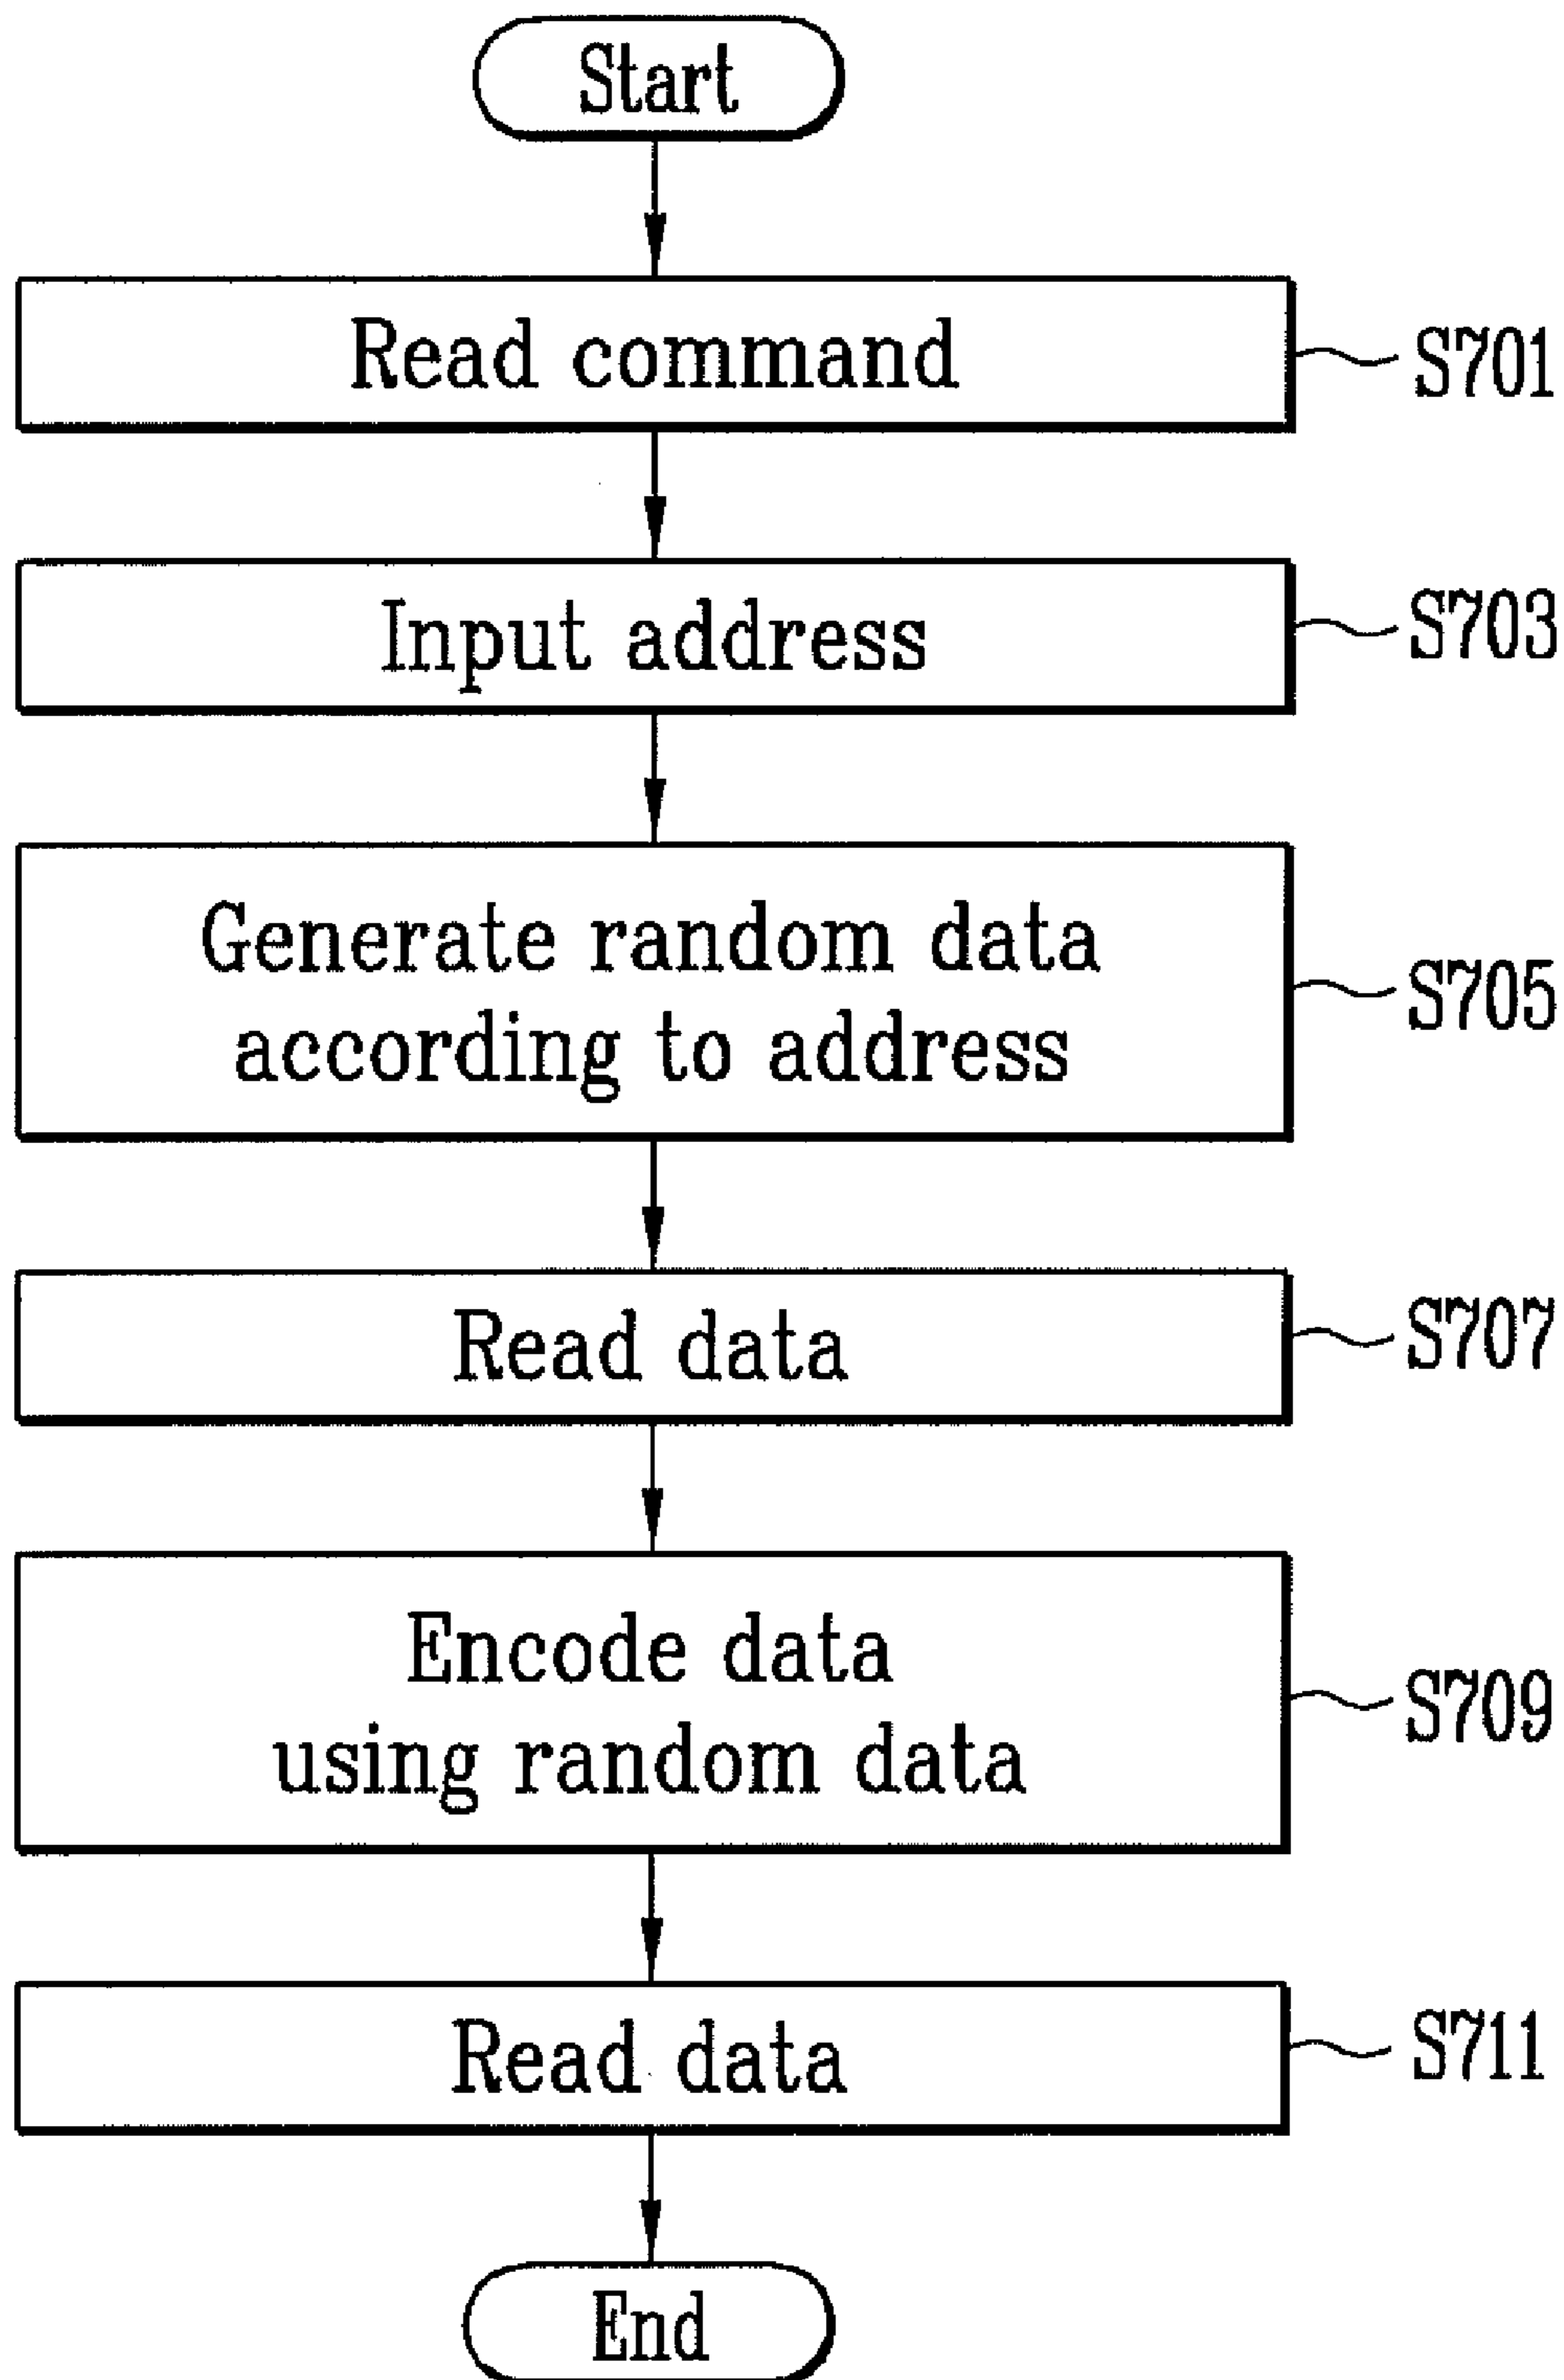 Start
Read command
S701
Input address
S703
Generate random data
according to address
S705
Read data
S707
Encode data
using random data
S709
Read data
S711
End